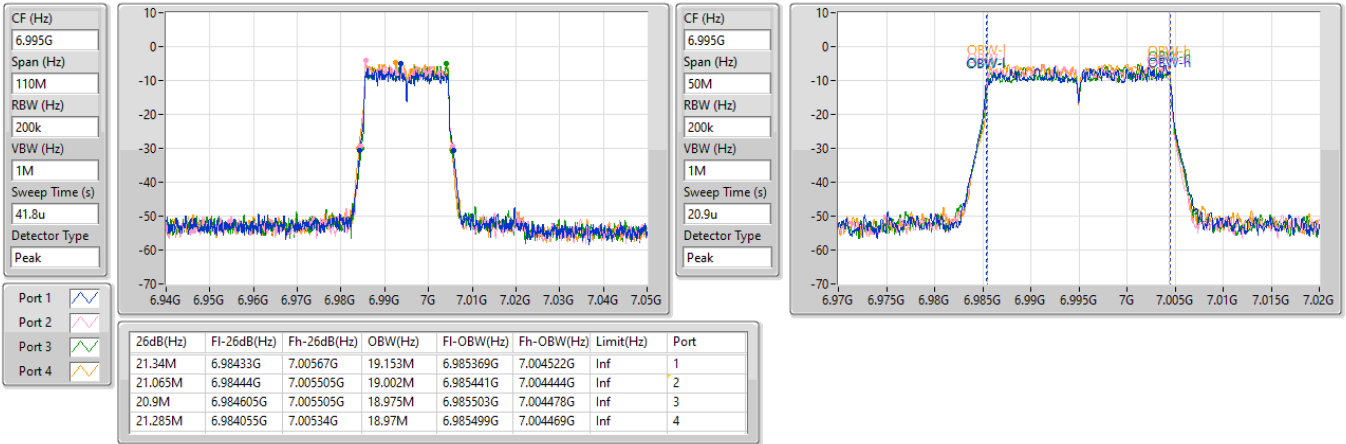 CF (Hz)
6.995G
Span (Hz)
110M
RBW (Hz)
200k
VBW (Hz)
1M
Sweep Time (s)
41.8u
Detector Type
Peak
10-
0-
-10-
-20-
-30-
-40-
-50-
-60-
-70-
6.94G 6.95G 6.96G 6.97G 6.98G 6.99G 7G 7.01G 7.02G 7.03G 7.04G 7.05G
CF (Hz)
6.995G
Span (Hz)
50M
RBW (Hz)
200k
VBW (Hz)
1M
Sweep Time (s)
20.9u
Detector Type
Peak
10-
0-
-10-
-20-
-30-
-40-
-50-
-60-
-70-
OBW-l
OBW-l
OBW-h
OBW-h
6.97G 6.975G 6.98G 6.985G 6.99G 6.995G 7G 7.005G 7.01G 7.015G 7.02G
Port 1
Port 2
Port 3
Port 4
26dB(Hz) Fl-26dB(Hz) Fh-26dB(Hz) OBW(Hz) Fl-OBW(Hz) Fh-OBW(Hz) Limit(Hz) Port
21.34M 6.98433G 7.00567G 19.153M 6.985369G 7.004522G Inf 1
21.065M 6.98444G 7.005505G 19.002M 6.985441G 7.004444G Inf 2
20.9M 6.984605G 7.005505G 18.975M 6.985503G 7.004478G Inf 3
21.285M 6.984055G 7.00534G 18.97M 6.985499G 7.004469G Inf 4